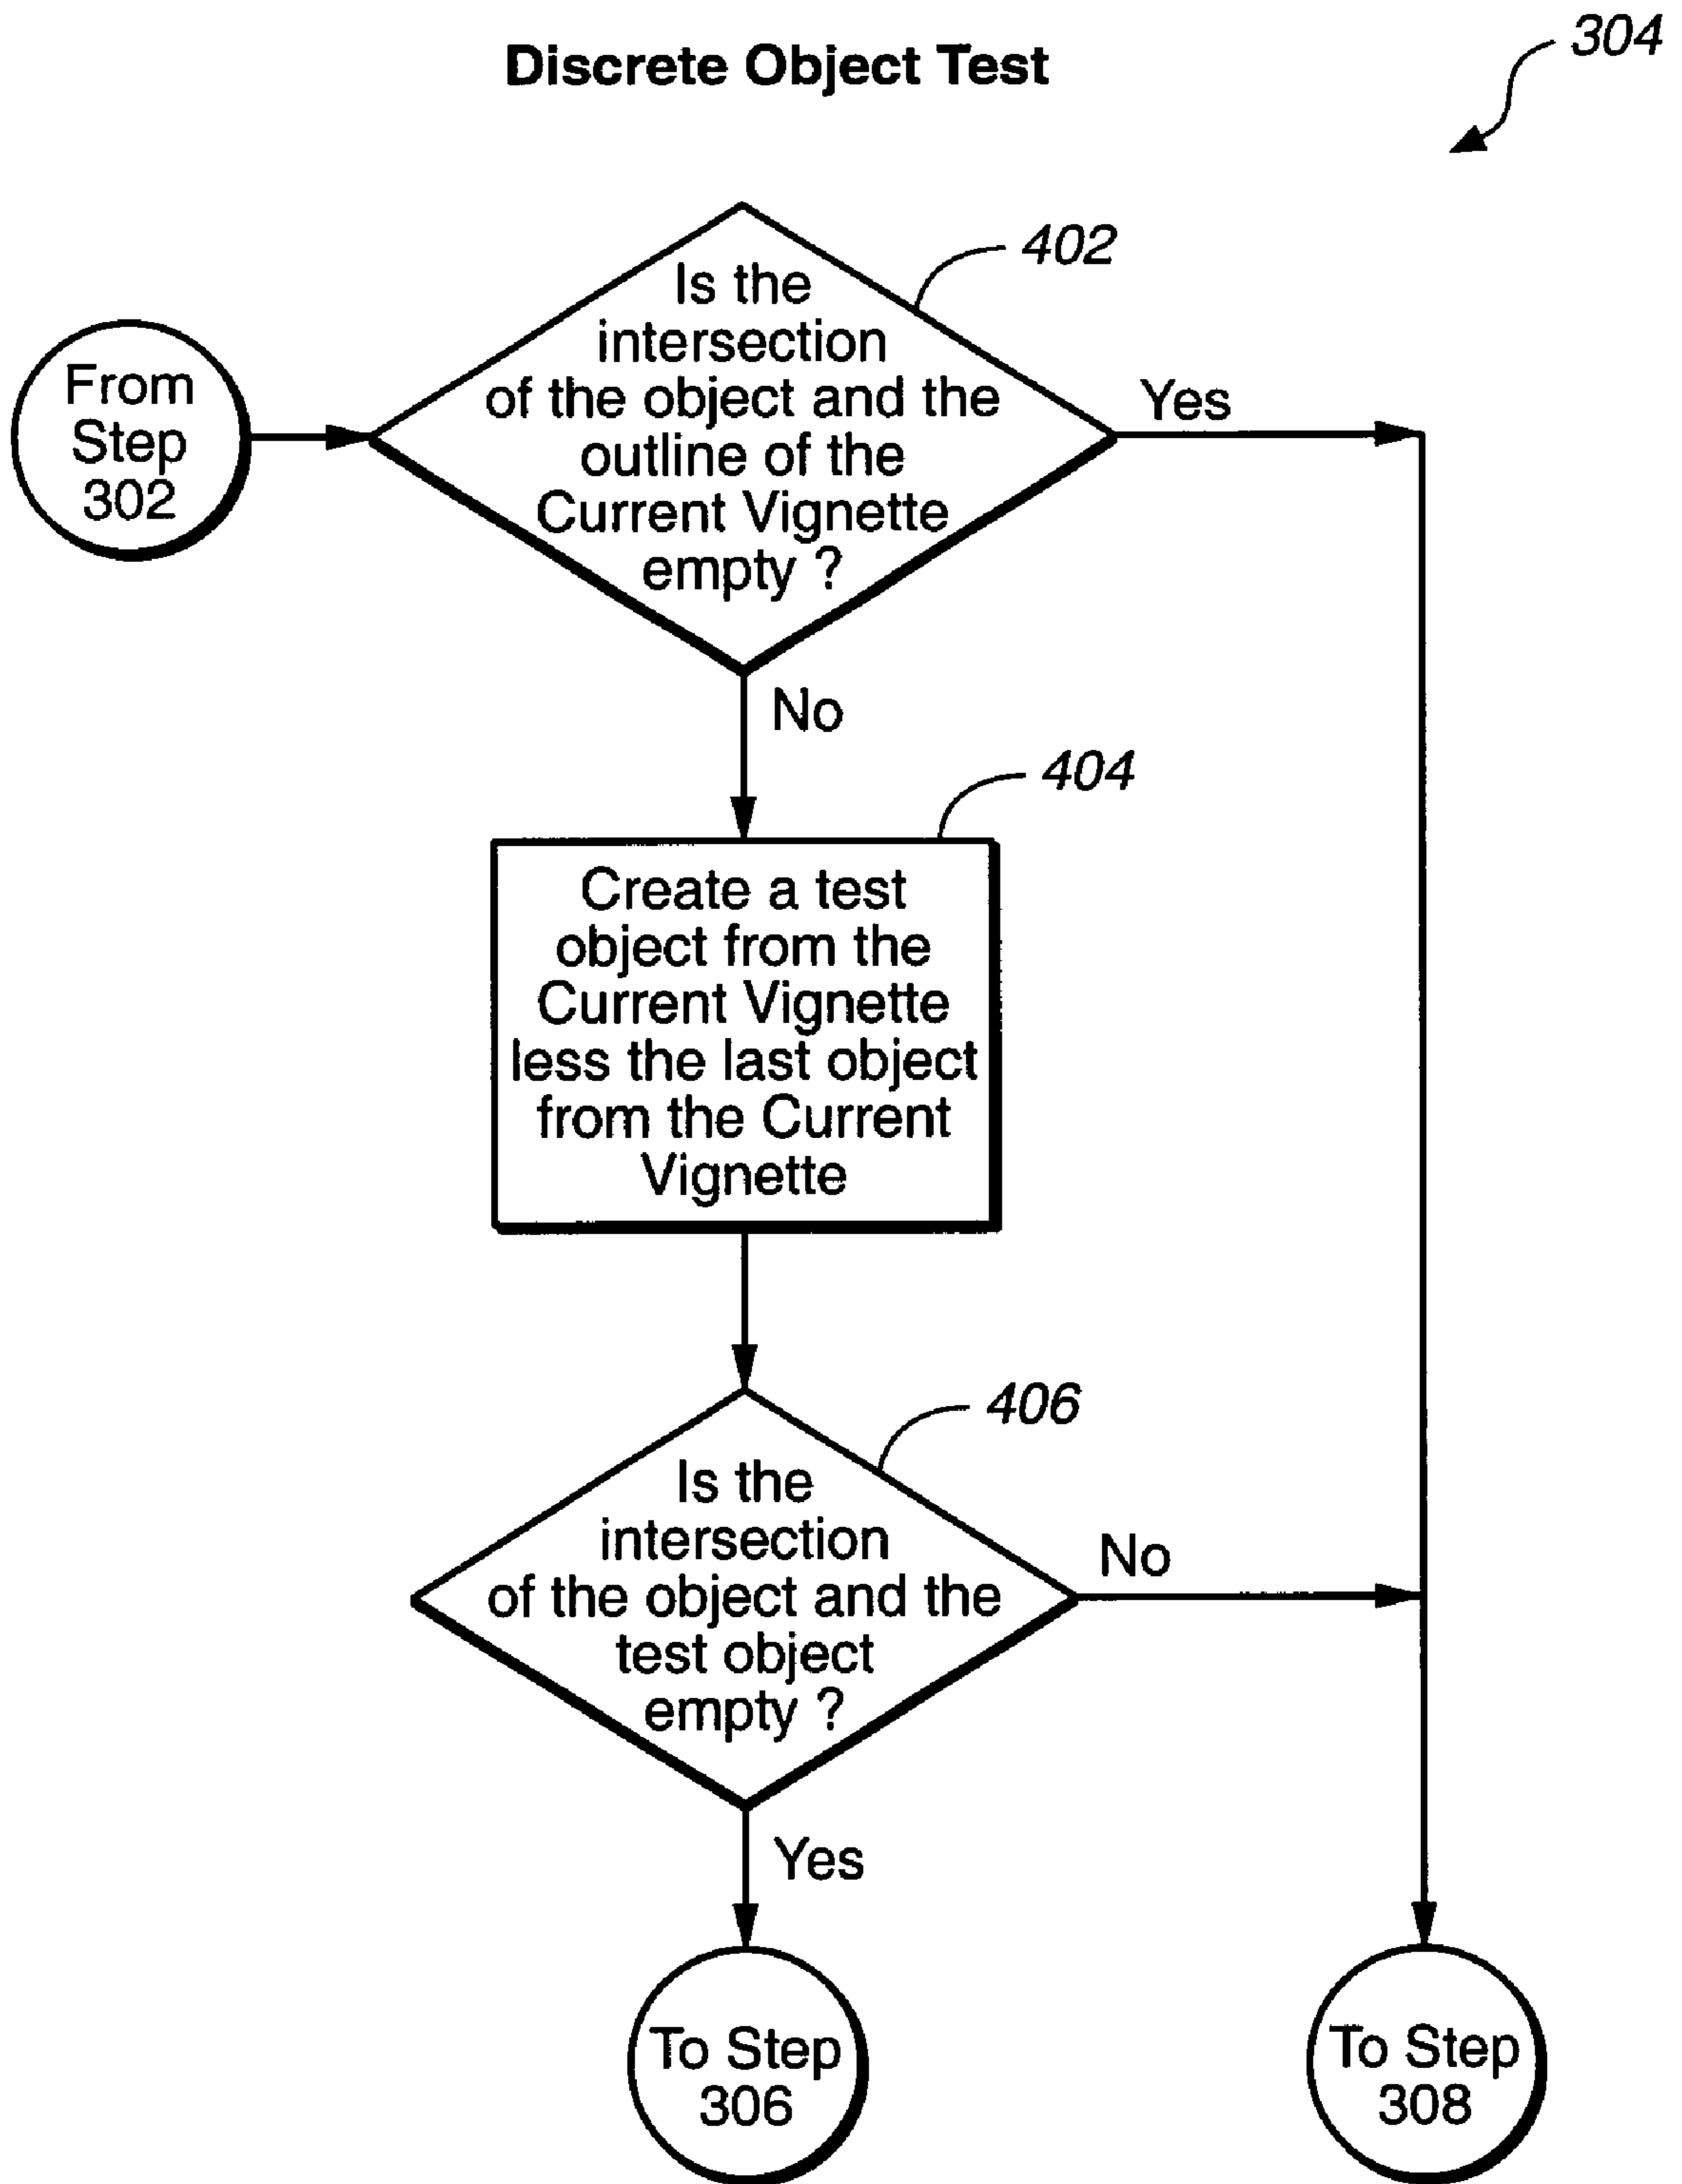 304
Discrete Object Test
402
Is the
intersection
of the object and the
outline of the
Current Vignette
empty ?
From
Step
302
Yes
No
404
Create a test
object from the
Current Vignette
less the last object
from the Current
Vignette
406
Is the
intersection
of the object and the
test object
empty ?
No
Yes
To Step
306
To Step
308